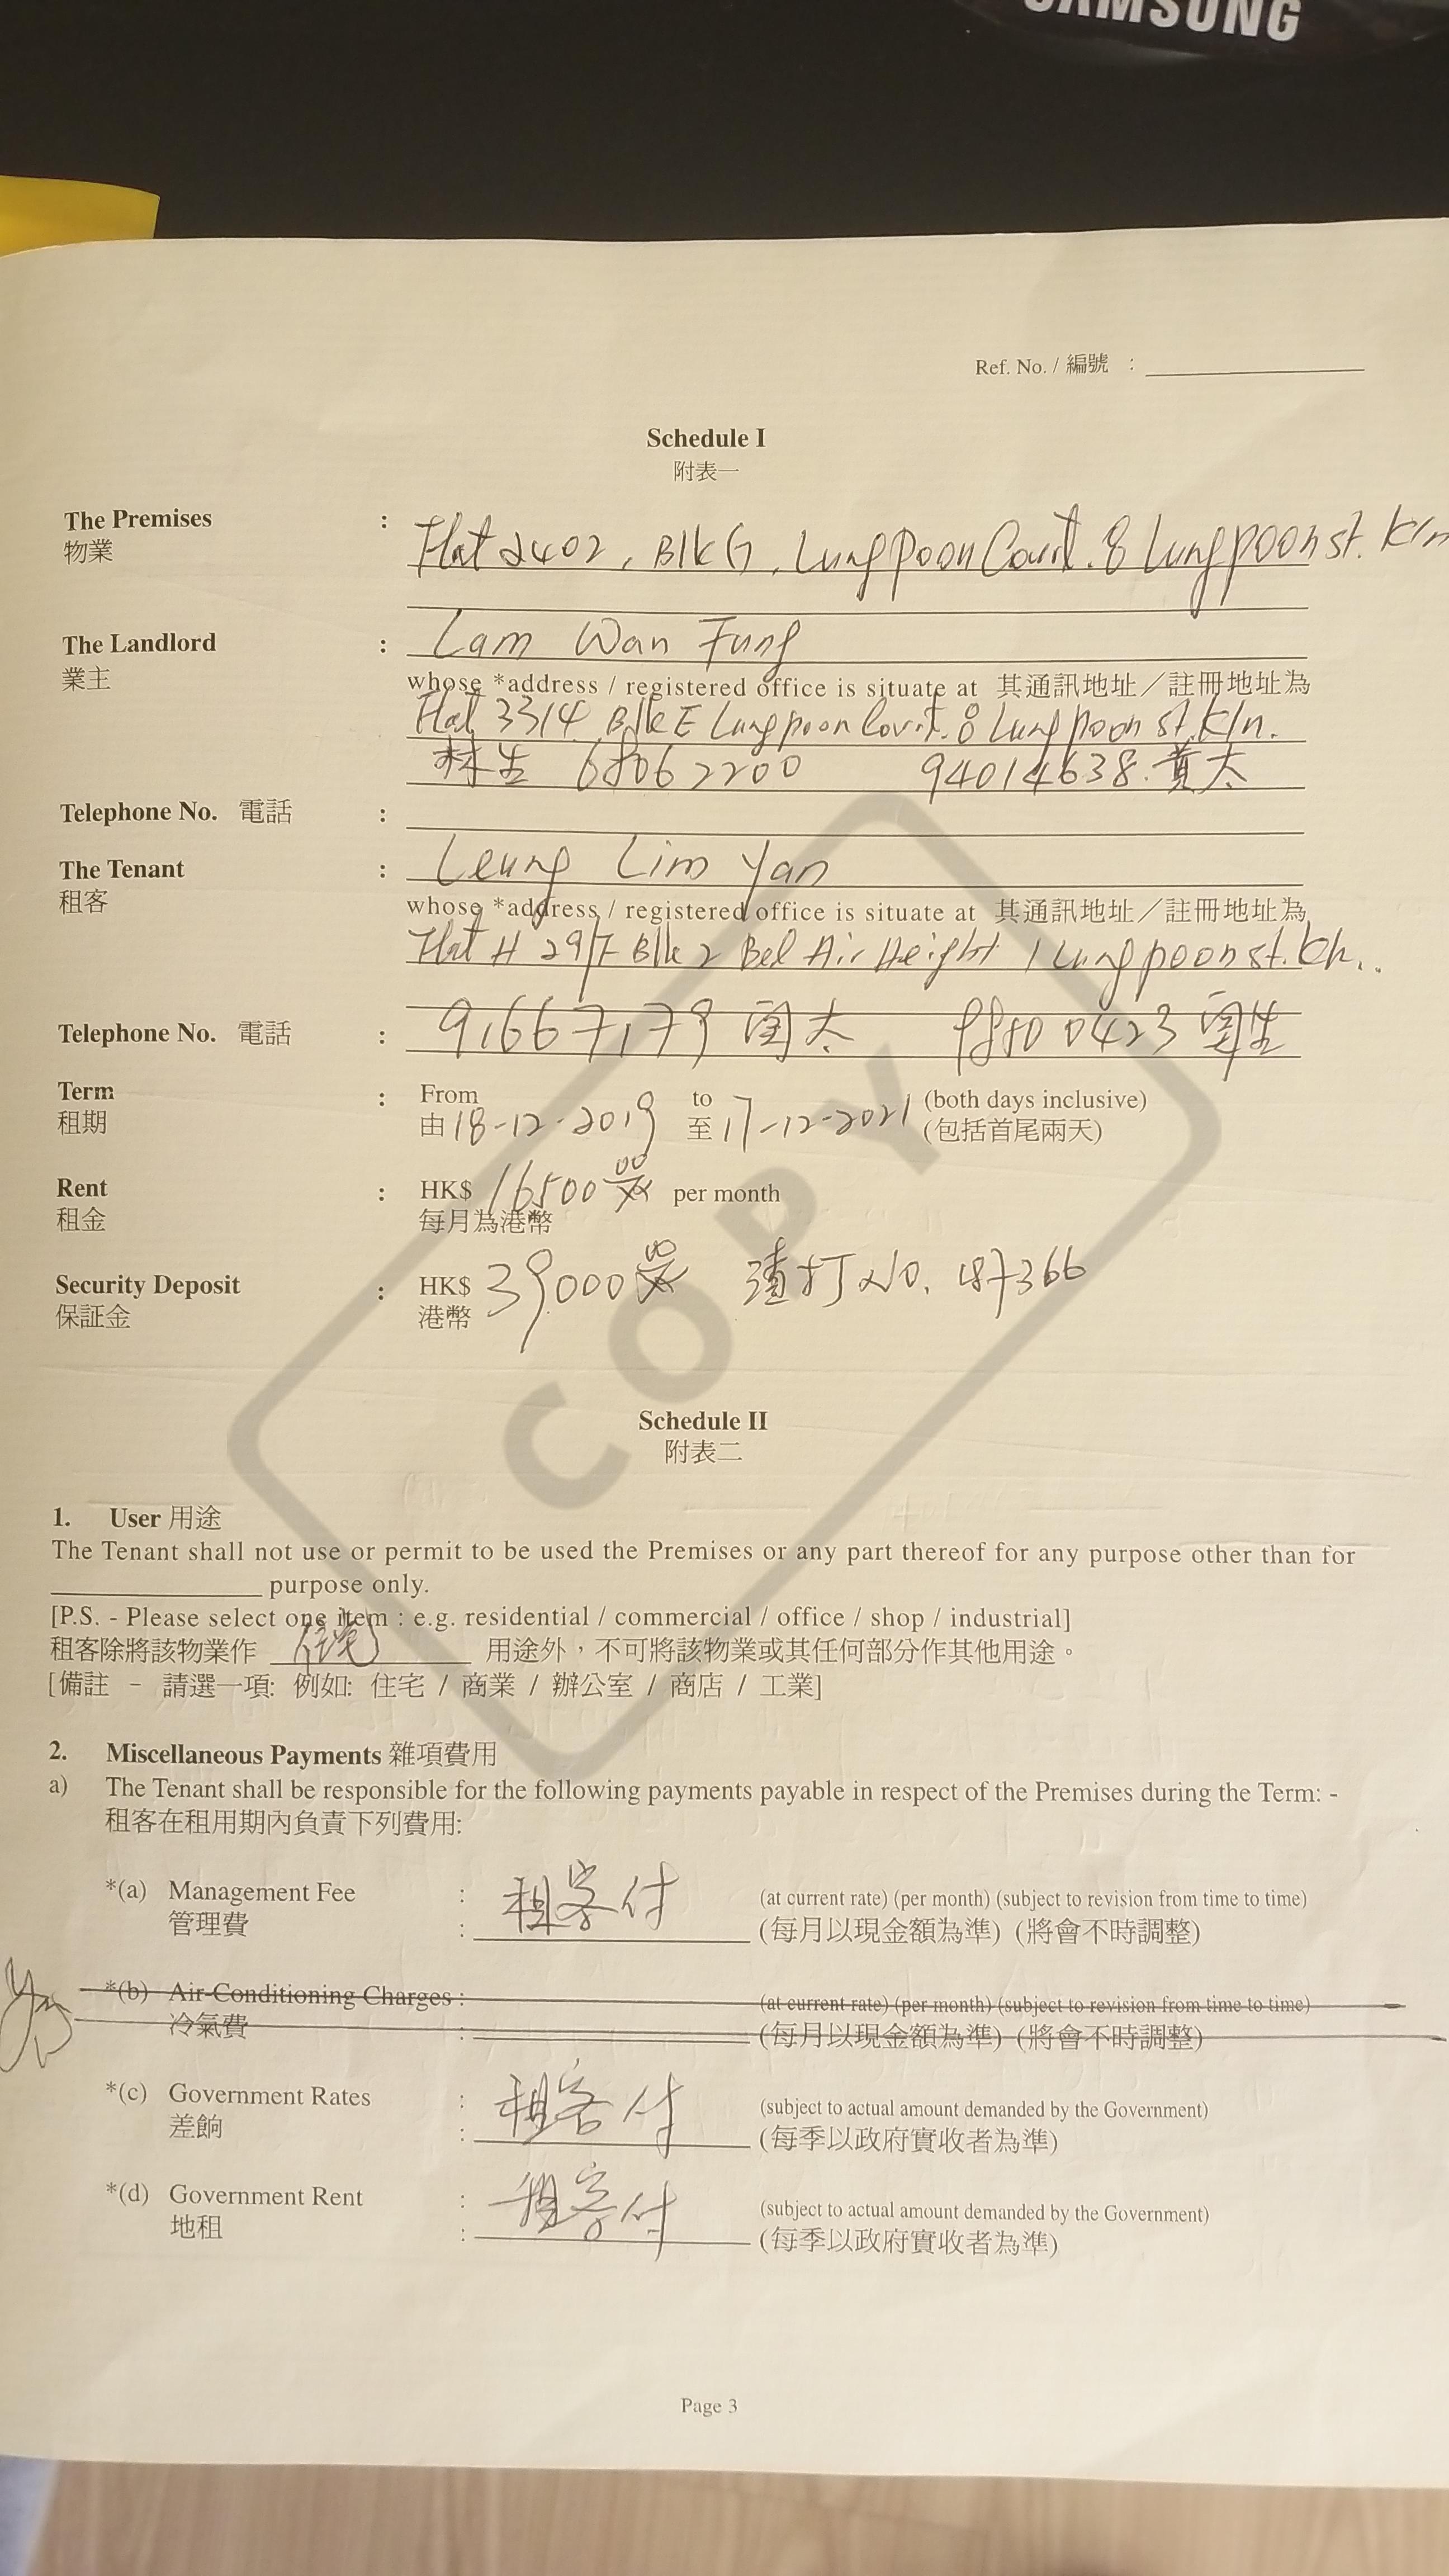 SAMSUNG
Ref. No. / 編號 :
Schedule I
附表一
The Premises : Flat 2402, Blk G, Lung Poon Court. 8 Lung poon st. Kln
物業
The Landlord : Lam Wan Fung
業主 whose *address / registered office is situate at 其通訊地址／註冊地址為
Flat 3314 Blk E Lung poon Court. 8 Lung poon st. Kln.
林生 68062200 94014638. 黃太
Telephone No. 電話 :
The Tenant : Leung Lim Yan
租客 whose *address / registered office is situate at 其通訊地址／註冊地址為
Flat H 29/F Blk 2 Bel Air Height 1 Lung poon st.
Telephone No. 電話 : 91667179 太 生
Term : From to (both days inclusive)
租期 由 18-12-2019 至 17-12-2021 (包括首尾兩天)
Rent : HK$ 16500 00 per month
租金 每月為港幣
Security Deposit : HK$ 39,000 00 渣打 NO. 187366
保証金 港幣
COPY
Schedule II
附表二
1. User 用途
The Tenant shall not use or permit to be used the Premises or any part thereof for any purpose other than for
purpose only.
[P.S. - Please select one item : e.g. residential / commercial / office / shop / industrial]
租客除將該物業作 住宅 用途外，不可將該物業或其任何部分作其他用途。
[備註 – 請選一項: 例如: 住宅 / 商業 / 辦公室 / 商店 / 工業]
2. Miscellaneous Payments 雜項費用
a) The Tenant shall be responsible for the following payments payable in respect of the Premises during the Term: -
租客在租用期內負責下列費用:
*(a) Management Fee : 租客付 (at current rate) (per month) (subject to revision from time to time)
管理費 : (每月以現金額為準) (將會不時調整)
*(b) Air-Conditioning Charges : (at current rate) (per month) (subject to revision from time to time)
冷氣費 : (每月以現金額為準) (將會不時調整)
*(c) Government Rates : 租客付 (subject to actual amount demanded by the Government)
差餉 : (每季以政府實收者為準)
*(d) Government Rent : 租客付 (subject to actual amount demanded by the Government)
地租 : (每季以政府實收者為準)
Page 3